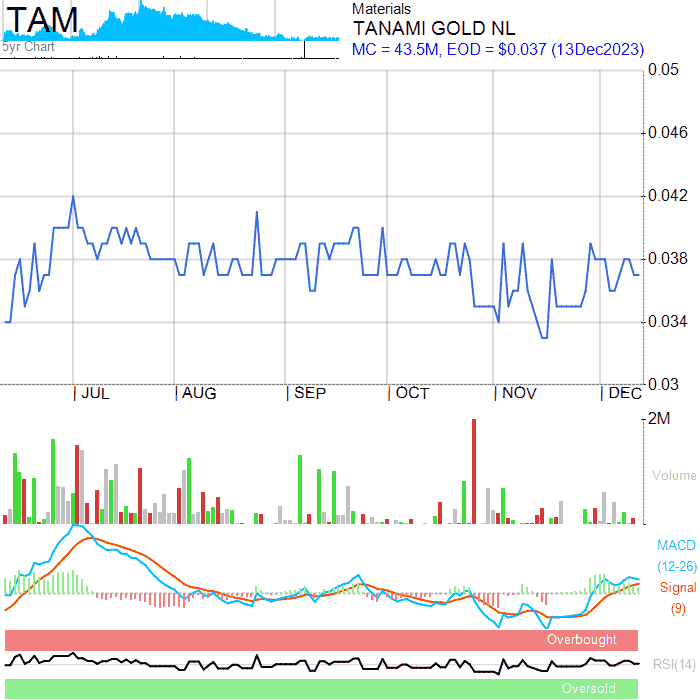 TAM
5yr Chart
Materials
TANAMI GOLD NL
MC = 43.5M, EOD = $0.037 (13Dec2023)
0.05
0.046
0.042
0.038
0.034
0.03
| JUL | AUG | SEP | OCT | NOV | DEC
2M
Volume
MACD
(12-26)
Signal
(9)
Overbought
RSI(14)
Oversold